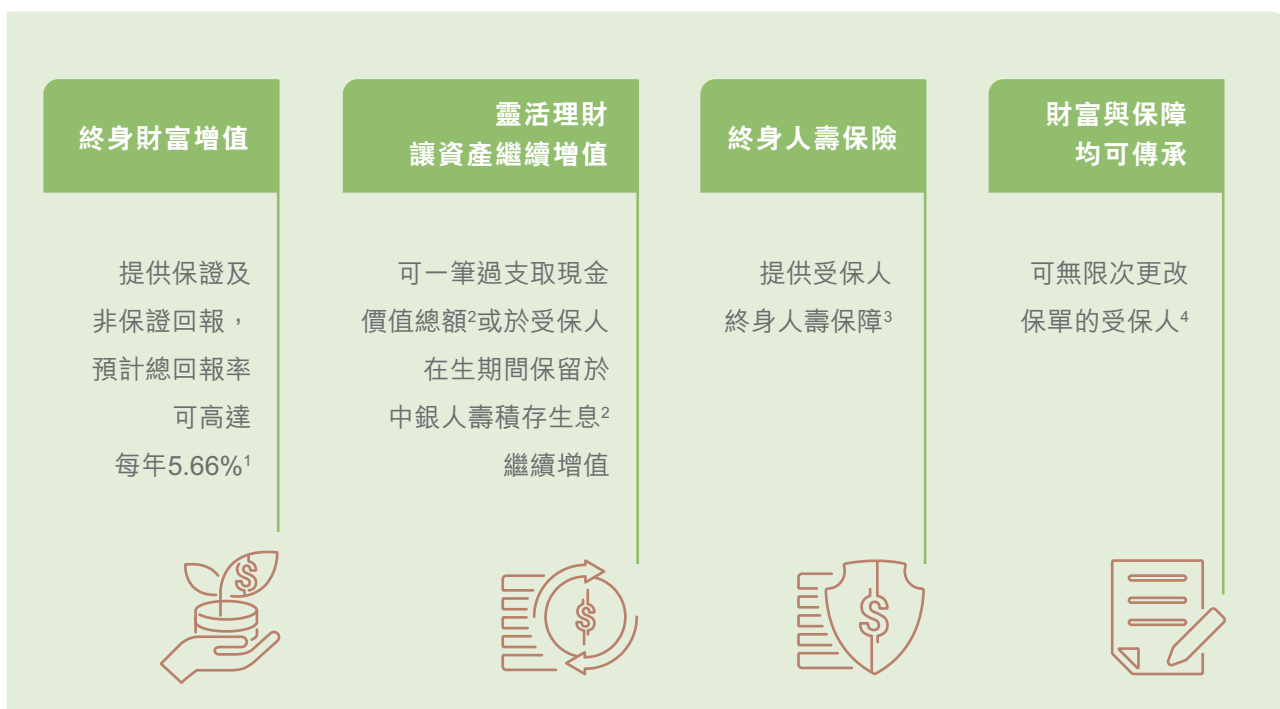 終身財富增值
提供保證及
非保證回報，
預計總回報率
可高達
每年5.66%¹
靈活理財
讓資產繼續增值
可一筆過支取現金
價值總額²或於受保人
在生期間保留於
中銀人壽積存生息²
繼續增值
終身人壽保險
提供受保人
終身人壽保障³
財富與保障
均可傳承
可無限次更改
保單的受保人⁴
$
$
$